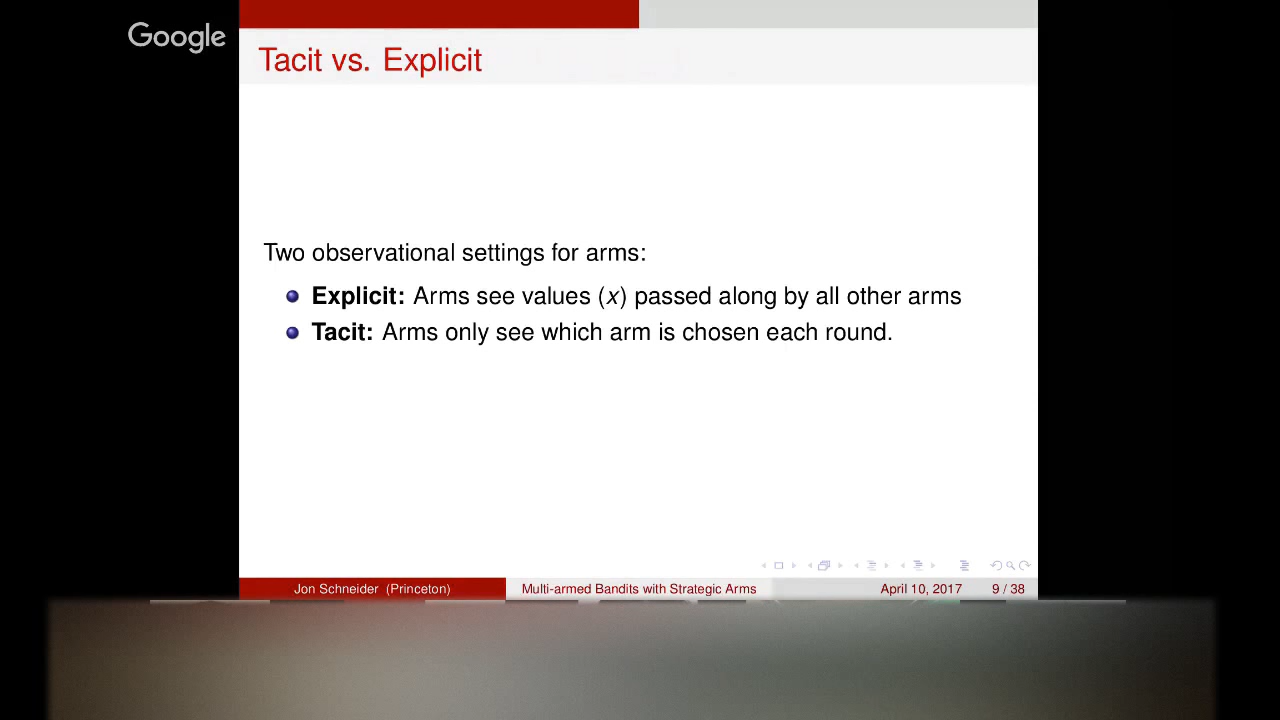 Google
Tacit vs. Explicit
Two observational settings for arms:
Explicit: Arms see values (x) passed along by all other arms
Tacit: Arms only see which arm is chosen each round.
Jon Schneider (Princeton) Multi-armed Bandits with Strategic Arms April 10, 2017 9 / 38